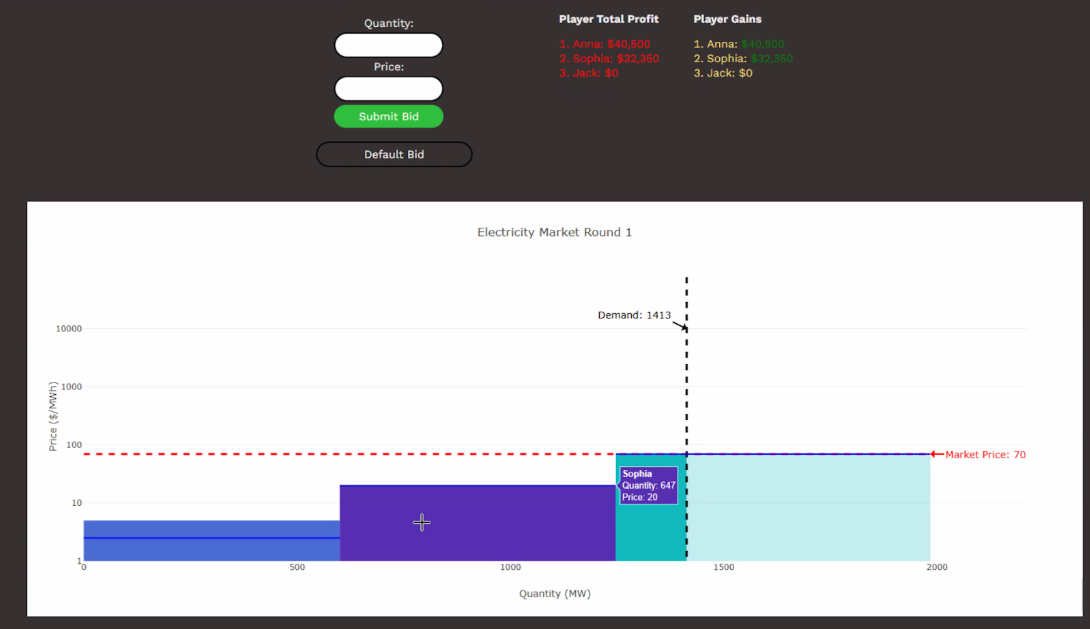 Quantity:
Price:
Submit Bid
Default Bid
Player Total Profit
1. Anna: $40,500
2. Sophia: $32,350
3. Jack: $0
Player Gains
1. Anna: $40,500
2. Sophia: $32,350
3. Jack: $0
Electricity Market Round 1
Demand: 1413
10000
1000
100
10
1
Price ($/MWh)
Market Price: 70
Sophia
Quantity: 647
Price: 20
0
500
1000
1500
2000
Quantity (MW)